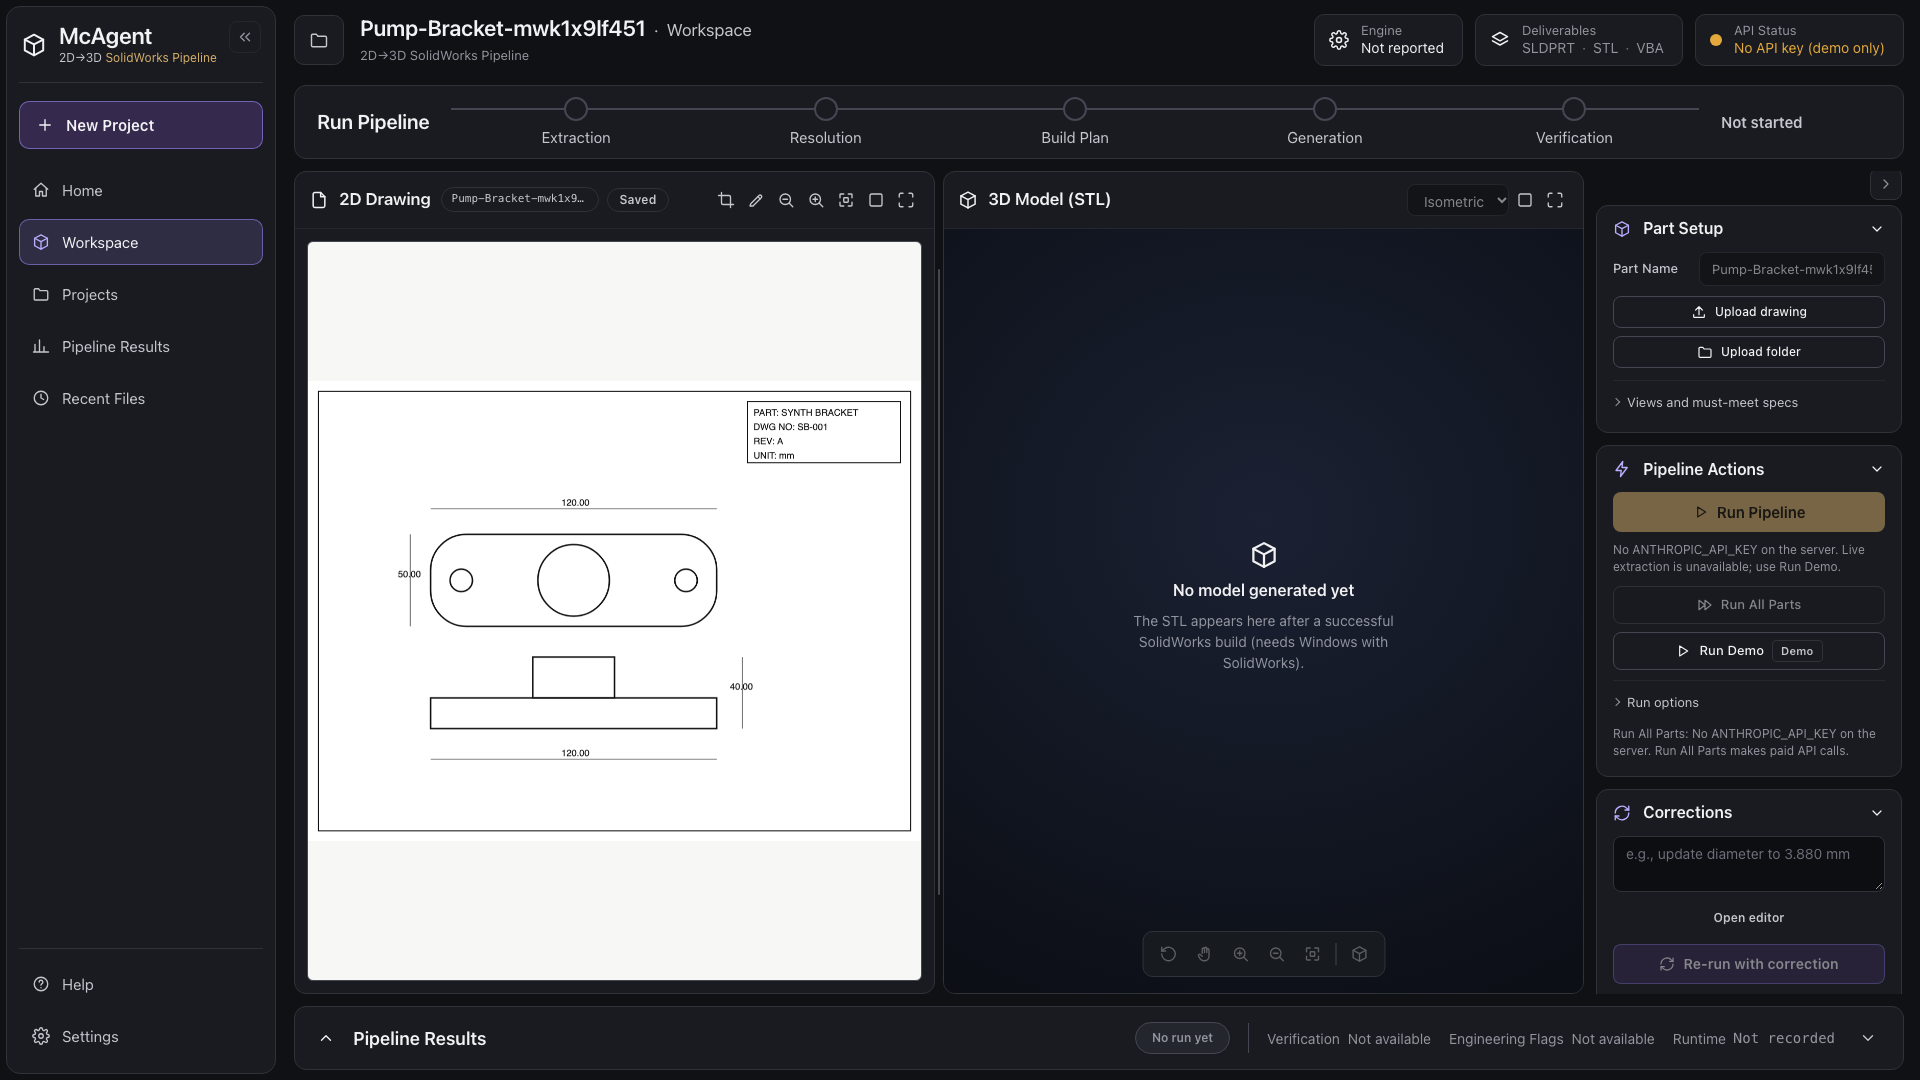 McAgent
2D→3D SolidWorks Pipeline
New Project
Home
Workspace
Projects
Pipeline Results
Recent Files
Help
Settings
Pump-Bracket-mwk1x9lf451 · Workspace
2D→3D SolidWorks Pipeline
Engine
Not reported
Deliverables
SLDPRT · STL · VBA
API Status
No API key (demo only)
Run Pipeline
Extraction
Resolution
Build Plan
Generation
Verification
Not started
2D Drawing
Pump-Bracket-mwk1x9…
Saved
PART: SYNTH BRACKET
DWG NO: SB-001
REV: A
UNIT: mm
120.00
50.00
40.00
120.00
3D Model (STL)
Isometric
No model generated yet
The STL appears here after a successful
SolidWorks build (needs Windows with
SolidWorks).
Part Setup
Part Name
Pump-Bracket-mwk1x9lf45
Upload drawing
Upload folder
Views and must-meet specs
Pipeline Actions
Run Pipeline
No ANTHROPIC_API_KEY on the server. Live
extraction is unavailable; use Run Demo.
Run All Parts
Run Demo Demo
Run options
Run All Parts: No ANTHROPIC_API_KEY on the
server. Run All Parts makes paid API calls.
Corrections
e.g., update diameter to 3.880 mm
Open editor
Re-run with correction
Pipeline Results
No run yet
Verification Not available
Engineering Flags Not available
Runtime Not recorded